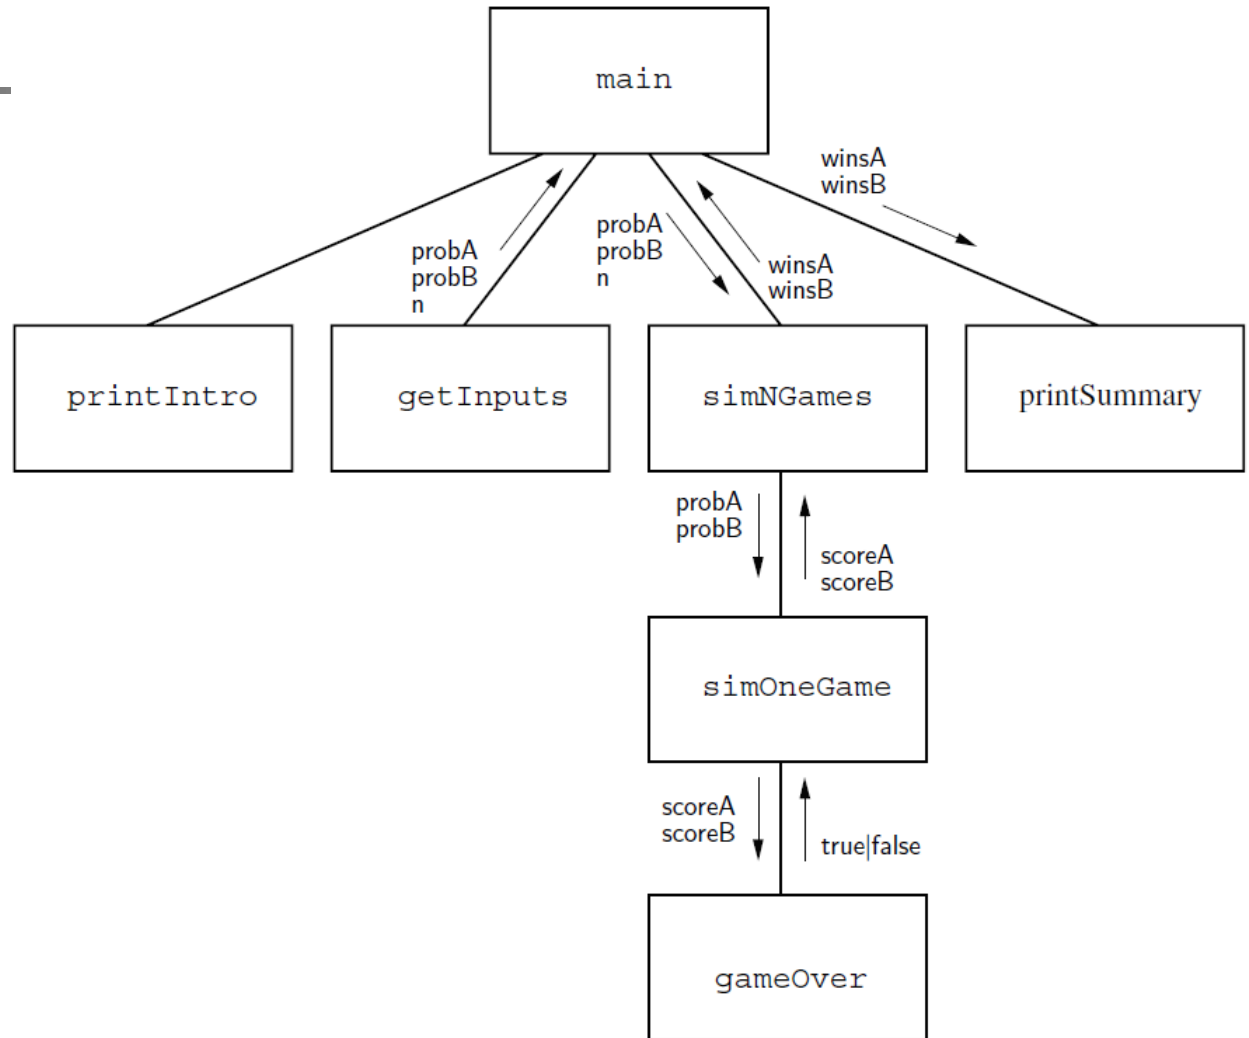 main
winsA
winsB
probA
probB
n
probA
probB
n
winsA
winsB
printIntro
getInputs
simNGames
printSummary
probA
probB
scoreA
scoreB
simOneGame
scoreA
scoreB
true|false
gameOver